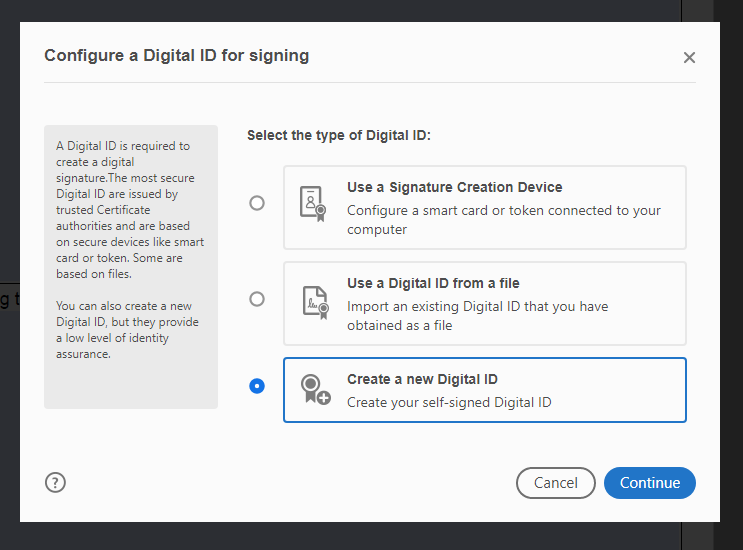 Configure a Digital ID for signing
A Digital ID is required to
create a digital
signature.The most secure
Digital ID are issued by
trusted Certificate
authorities and are based
on secure devices like smart
card or token. Some are
based on files.
You can also create a new
Digital ID, but they provide
a low level of identity
assurance.
Select the type of Digital ID:
Use a Signature Creation Device
Configure a smart card or token connected to your
computer
Use a Digital ID from a file
Import an existing Digital ID that you have
obtained as a file
Create a new Digital ID
Create your self-signed Digital ID
?
Cancel
Continue